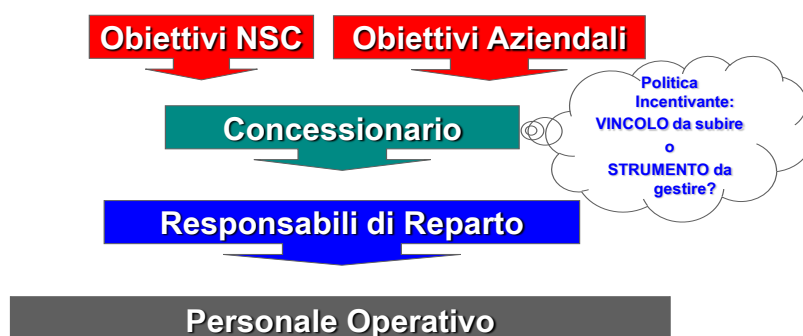 Obiettivi NSC
Obiettivi Aziendali
Politica
Incentivante:
VINCOLO da subire
o
STRUMENTO da
gestire?
Concessionario
Responsabili di Reparto
Personale Operativo